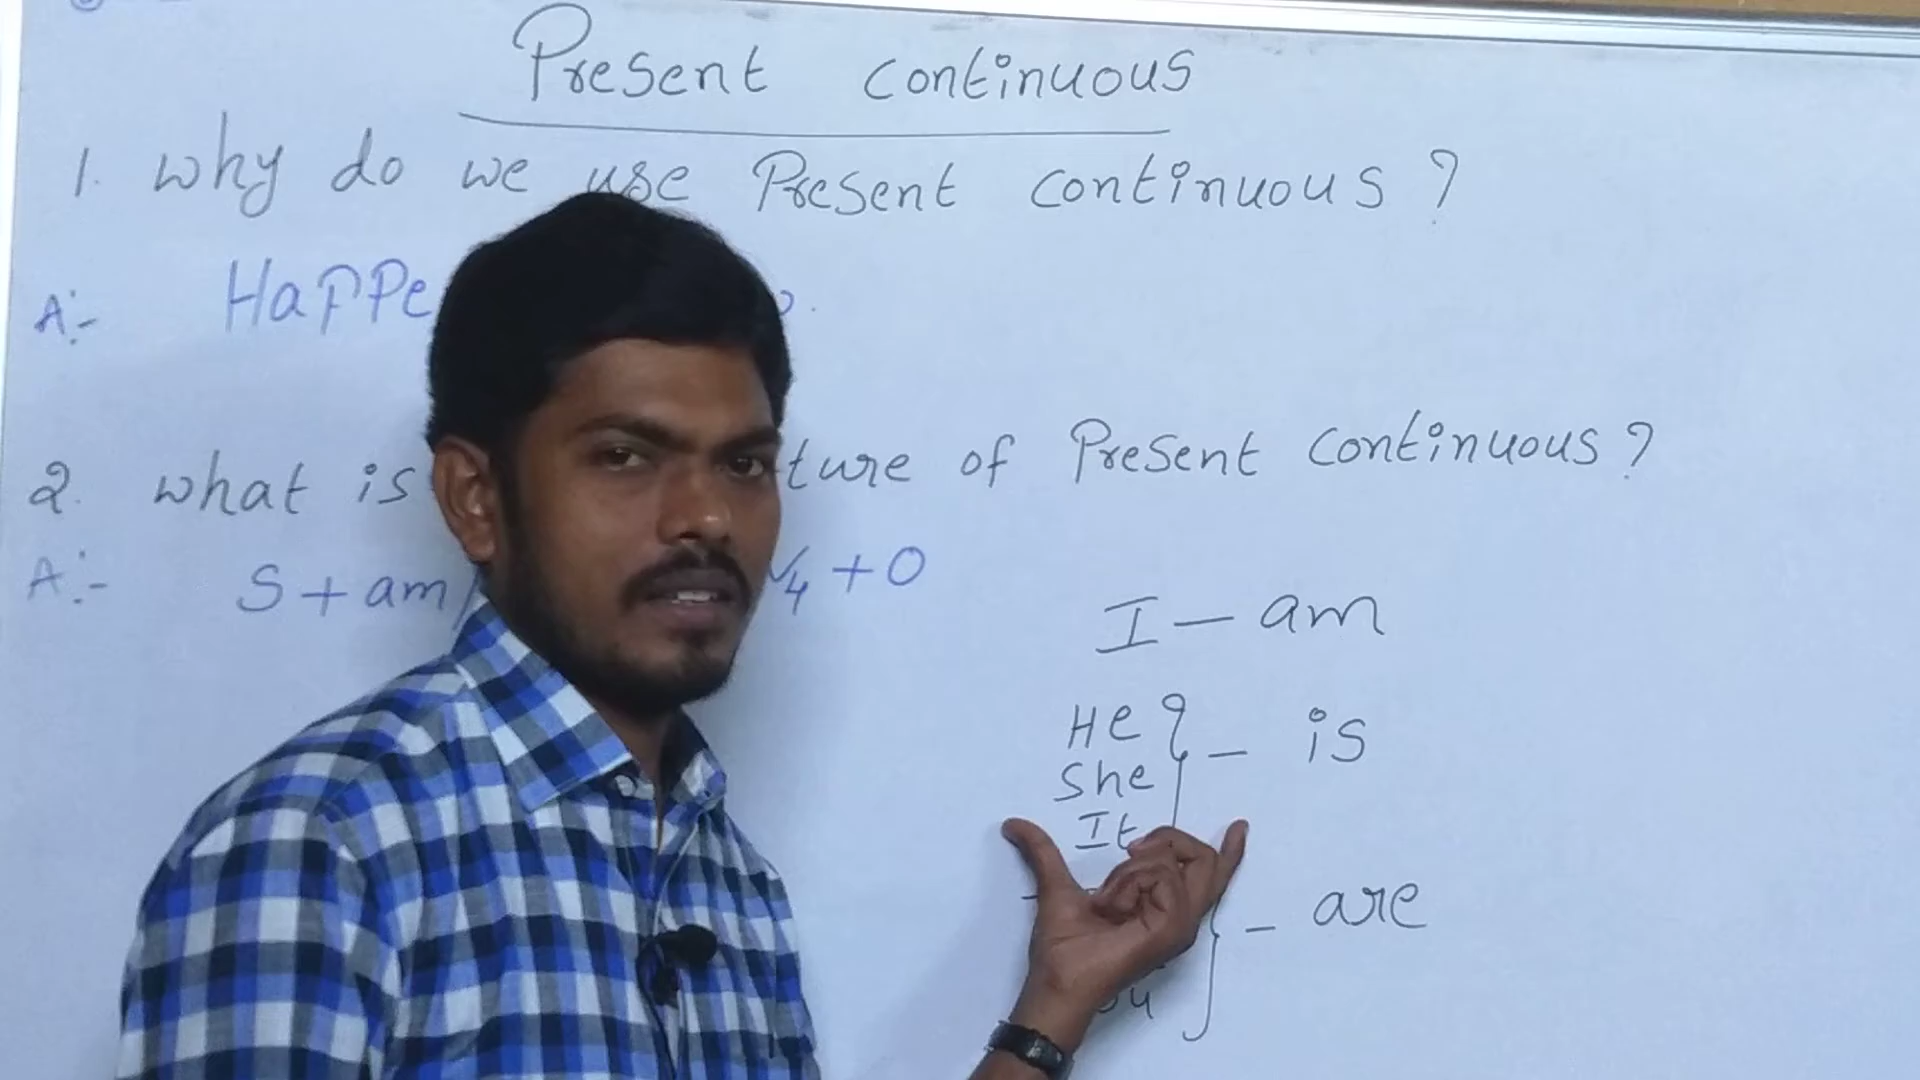 Present continuous
1. why do we use Present continuous?
A:- Happe
2. what is ture of Present continuous?
A:- S + am/ V4 + O
I - am
He
She - is
It
- are